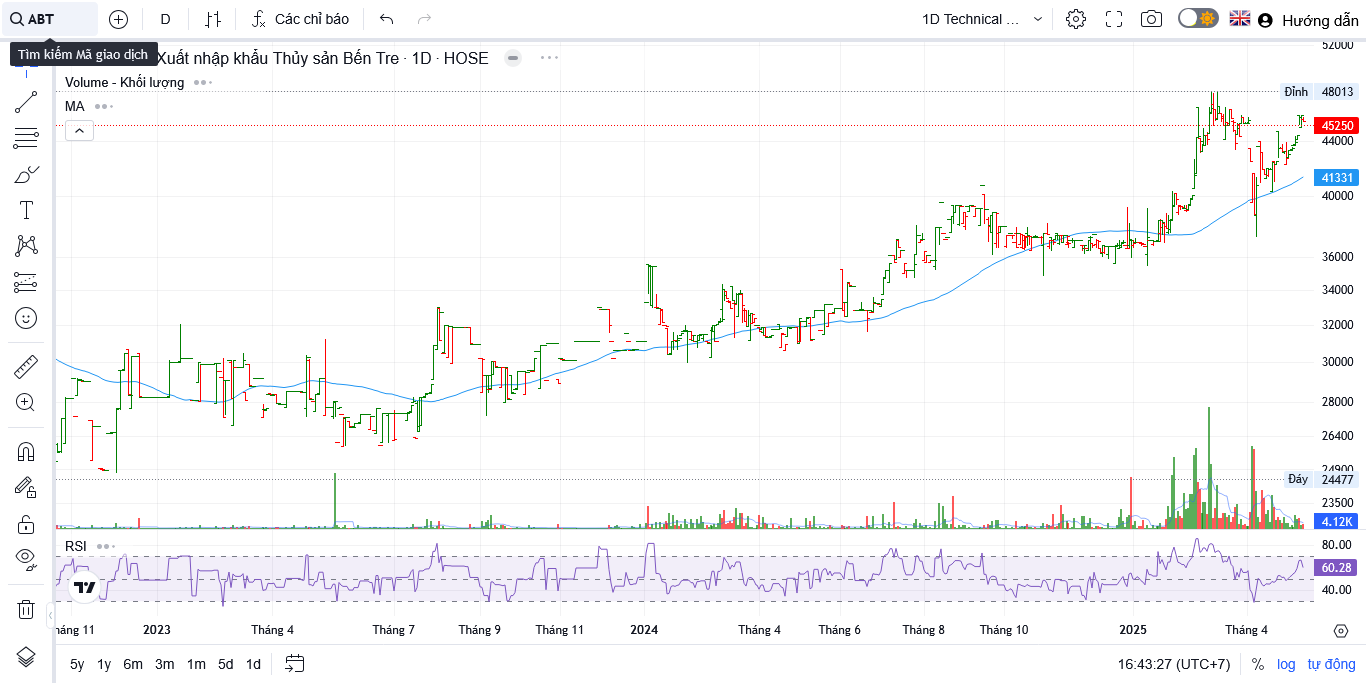 ABT
D
Các chỉ báo
1D Technical ...
Hướng dẫn
Tìm kiếm Mã giao dịch
Xuất nhập khẩu Thủy sản Bến Tre · 1D · HOSE
Volume - Khối lượng
MA
52000
Đỉnh 48013
45250
44000
41331
40000
36000
34000
32000
30000
28000
26400
24900
Đáy 24477
23500
4.12K
RSI
80.00
60.28
40.00
háng 11 2023 Tháng 4 Tháng 7 Tháng 9 Tháng 11 2024 Tháng 4 Tháng 6 Tháng 8 Tháng 10 2025 Tháng 4
5y 1y 6m 3m 1m 5d 1d
16:43:27 (UTC+7) % log tự động